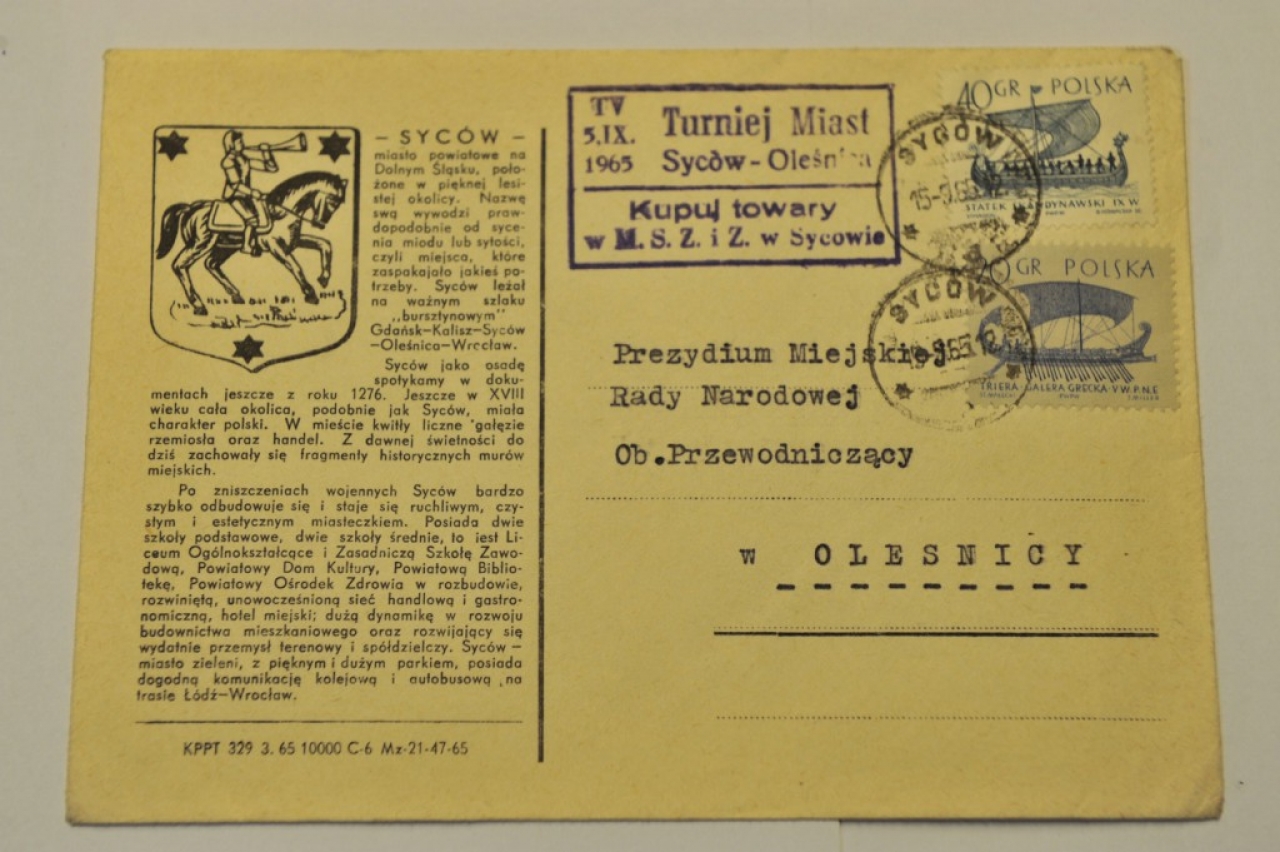 – SYCÓW –
miasto powiatowe na
Dolnym Śląsku, poło-
żone w pięknej lesi-
stej okolicy. Nazwę
swą wywodzi praw-
dopodobnie od syce-
nia miodu lub sytości,
czyli miejsca, które
zaspakajało jakieś po-
trzeby. Syców leżał
na ważnym szlaku
„bursztynowym"
Gdańsk–Kalisz–Syców
–Oleśnica–Wrocław.
Syców jako osadę
spotykamy w doku-
mentach jeszcze z roku 1276. Jeszcze w XVIII
wieku cała okolica, podobnie jak Syców, miała
charakter polski. W mieście kwitły liczne gałęzie
rzemiosła oraz handel. Z dawnej świetności do
dziś zachowały się fragmenty historycznych murów
miejskich.
Po zniszczeniach wojennych Syców bardzo
szybko odbudowuje się i staje się ruchliwym, czy-
stym i estetycznym miasteczkiem. Posiada dwie
szkoły podstawowe, dwie szkoły średnie, to jest Li-
ceum Ogólnokształcące i Zasadniczą Szkołę Zawo-
dową, Powiatowy Dom Kultury, Powiatową Biblio-
tekę, Powiatowy Ośrodek Zdrowia w rozbudowie,
rozwiniętą, unowocześnioną sieć handlową i gastro-
nomiczną, hotel miejski; dużą dynamikę w rozwoju
budownictwa mieszkaniowego oraz rozwijający się
wydatnie przemysł terenowy i spółdzielczy. Syców –
miasto zieleni, z pięknym i dużym parkiem, posiada
dogodną komunikację kolejową i autobusową na
trasie Łódź–Wrocław.
KPPT 329 3. 65 10000 C-6 Mz-21-47-65
TV
5.IX.
1965
Turniej Miast
Syców-Oleśnica
Kupuj towary
w M. S. Z. i Z. w Sycowie
40 GR POLSKA
STATEK SKANDYNAWSKI IX W
SYCÓW
GR POLSKA
TRIERA GALERA GRECKA V W.P.N.E
SYCÓW
Prezydium Miejskiej
Rady Narodowej
Ob.Przewodniczący
w OLESNICY